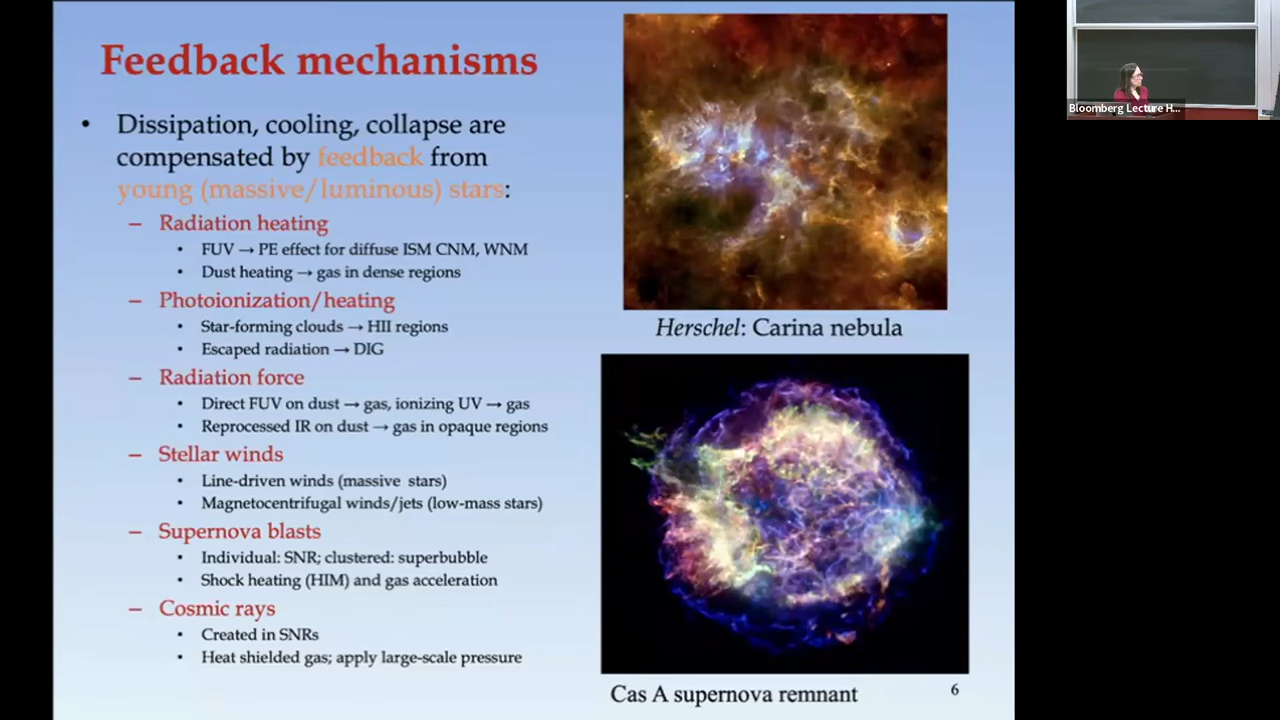 Feedback mechanisms
• Dissipation, cooling, collapse are
compensated by feedback from
young (massive/luminous) stars:
– Radiation heating
• FUV → PE effect for diffuse ISM CNM, WNM
• Dust heating → gas in dense regions
– Photoionization/heating
• Star-forming clouds → HII regions
• Escaped radiation → DIG
– Radiation force
• Direct FUV on dust → gas, ionizing UV → gas
• Reprocessed IR on dust → gas in opaque regions
– Stellar winds
• Line-driven winds (massive stars)
• Magnetocentrifugal winds/jets (low-mass stars)
– Supernova blasts
• Individual: SNR; clustered: superbubble
• Shock heating (HIM) and gas acceleration
– Cosmic rays
• Created in SNRs
• Heat shielded gas; apply large-scale pressure
Herschel: Carina nebula
Cas A supernova remnant
6
Bloomberg Lecture H...